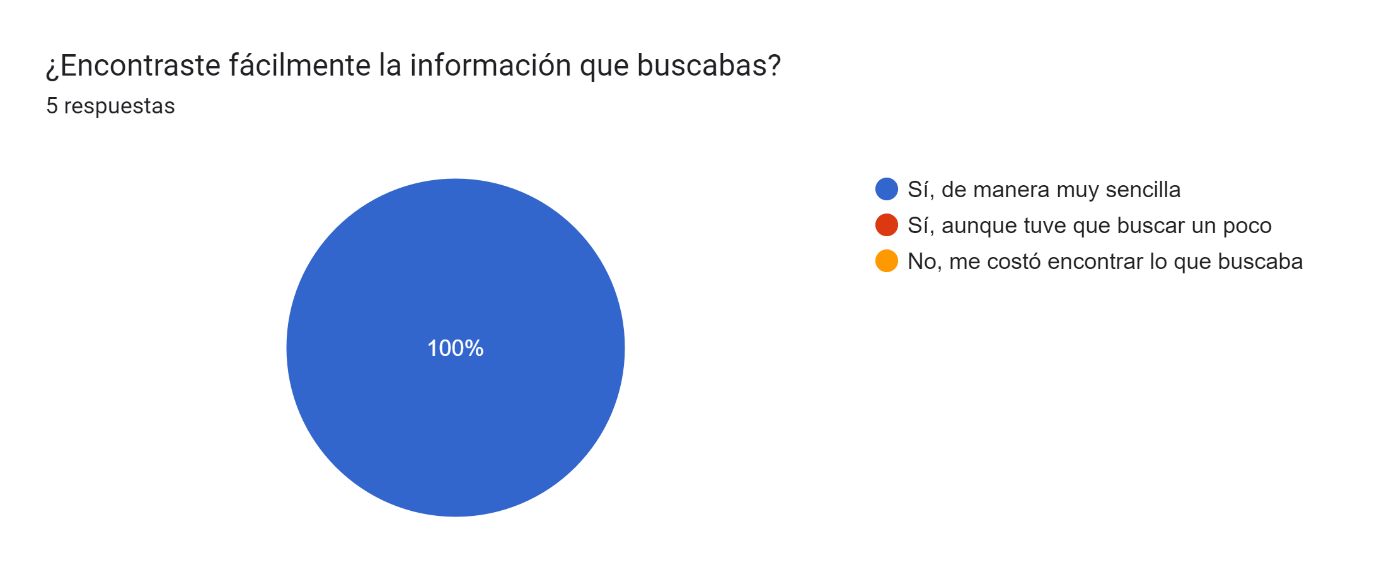 ¿Encontraste fácilmente la información que buscabas?
5 respuestas
100%
Sí, de manera muy sencilla
Sí, aunque tuve que buscar un poco
No, me costó encontrar lo que buscaba